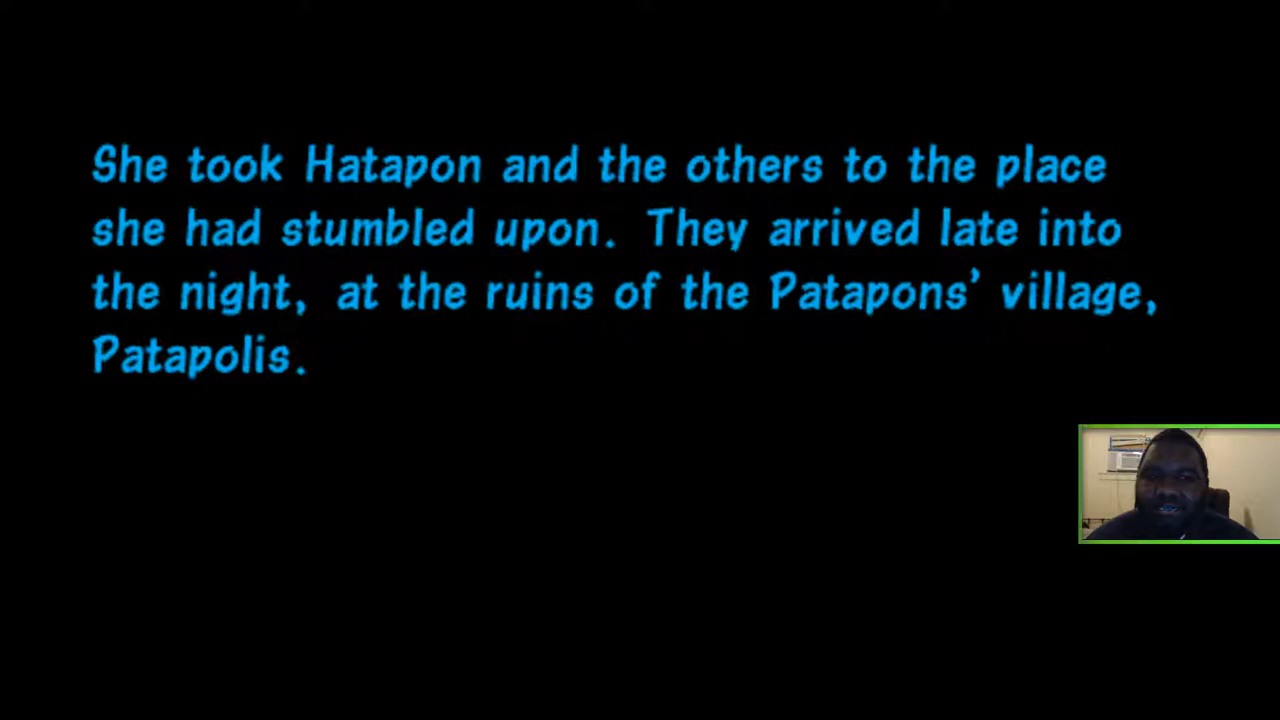 She took Hatapon and the others to the place
she had stumbled upon. They arrived late into
the night, at the ruins of the Patapons’ village,
Patapolis.